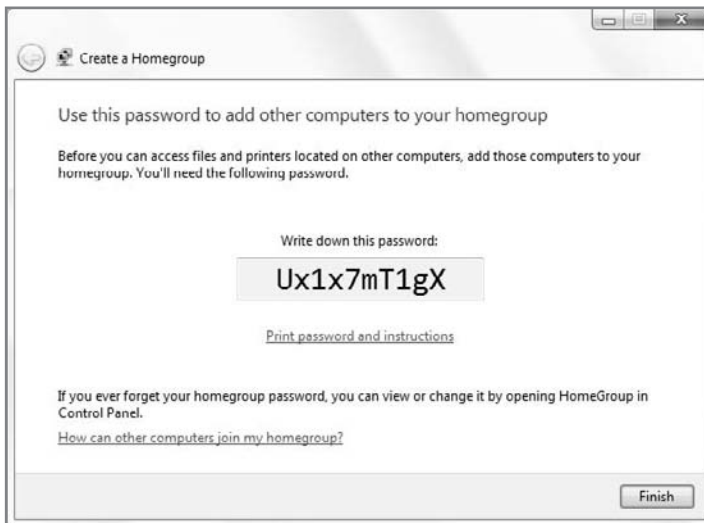 Create a Homegroup
Use this password to add other computers to your homegroup
Before you can access files and printers located on other computers, add those computers to your
homegroup. You'll need the following password.
Write down this password:
Ux1x7mT1gX
Print password and instructions
If you ever forget your homegroup password, you can view or change it by opening HomeGroup in
Control Panel.
How can other computers join my homegroup?
Finish